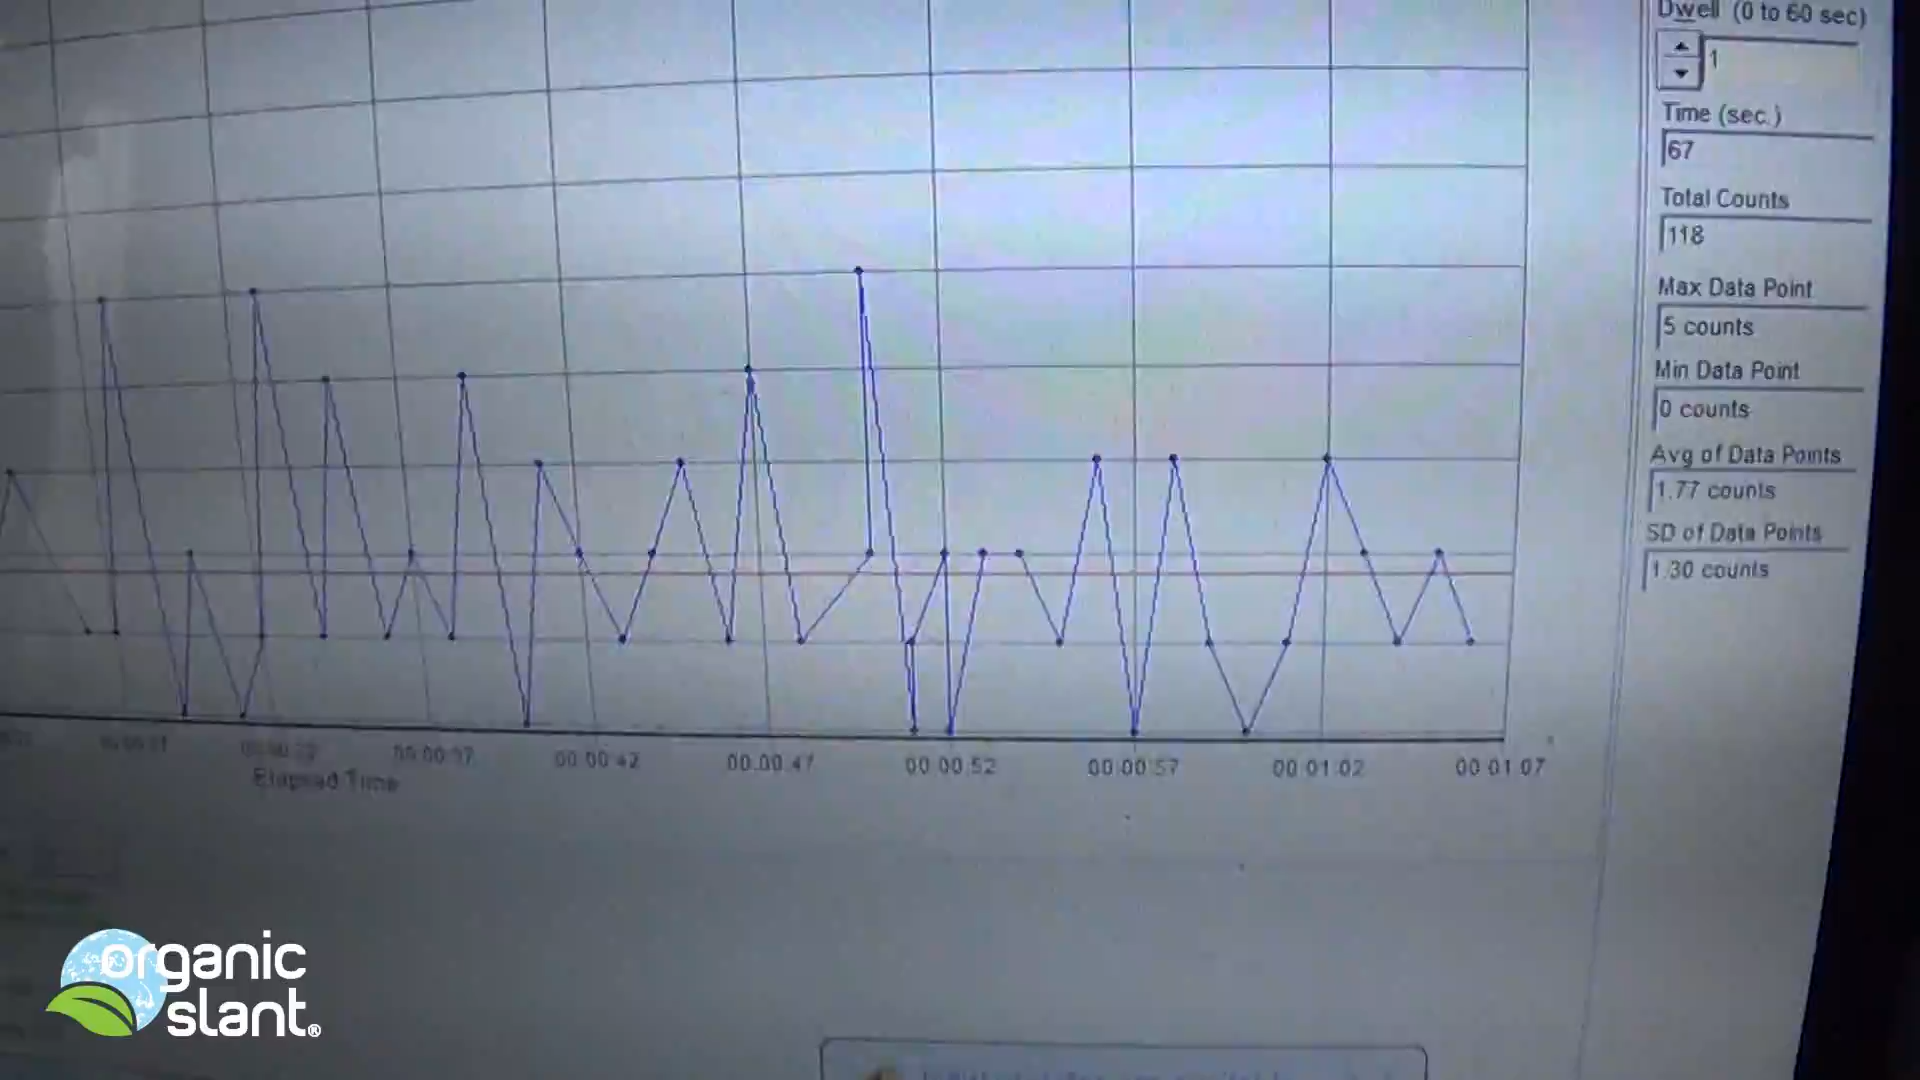 Dwell (0 to 60 sec)
1
Time (sec.)
67
Total Counts
118
Max Data Point
5 counts
Min Data Point
0 counts
Avg of Data Points
1.77 counts
SD of Data Points
1.30 counts
00:00:37
00:00:42
00:00:47
00:00:52
00:00:57
00:01:02
00:01:07
Elapsed Time
organic
slant®